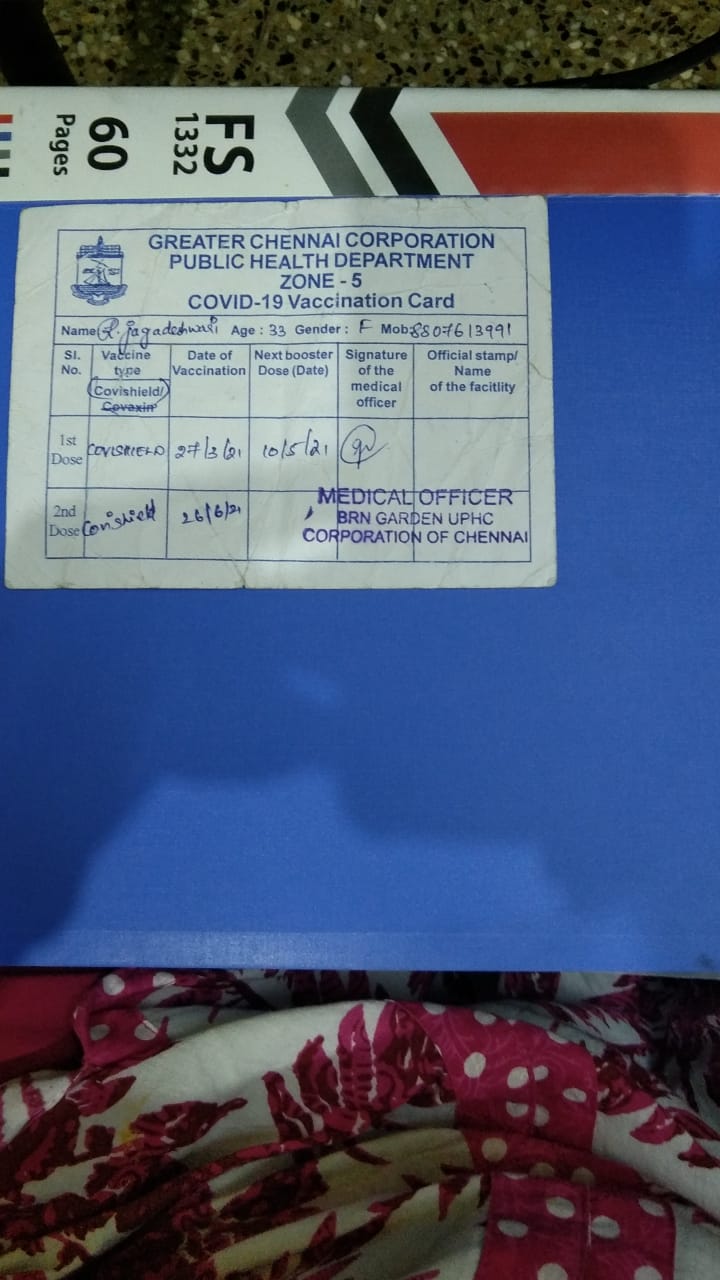 FS
1332
60
Pages
GREATER CHENNAI CORPORATION
PUBLIC HEALTH DEPARTMENT
ZONE - 5
COVID-19 Vaccination Card
Name R. jagadeshwari Age : 33 Gender : F Mob: 8807613991
Sl. No. Vaccine type Covishield/ Covaxin Date of Vaccination Next booster Dose (Date) Signature of the medical officer Official stamp/ Name of the facitlity
1st Dose COVISHIELD 27/3/21 10/5/21
2nd Dose Covishield 26/6/21
MEDICAL OFFICER
BRN GARDEN UPHC
CORPORATION OF CHENNAI